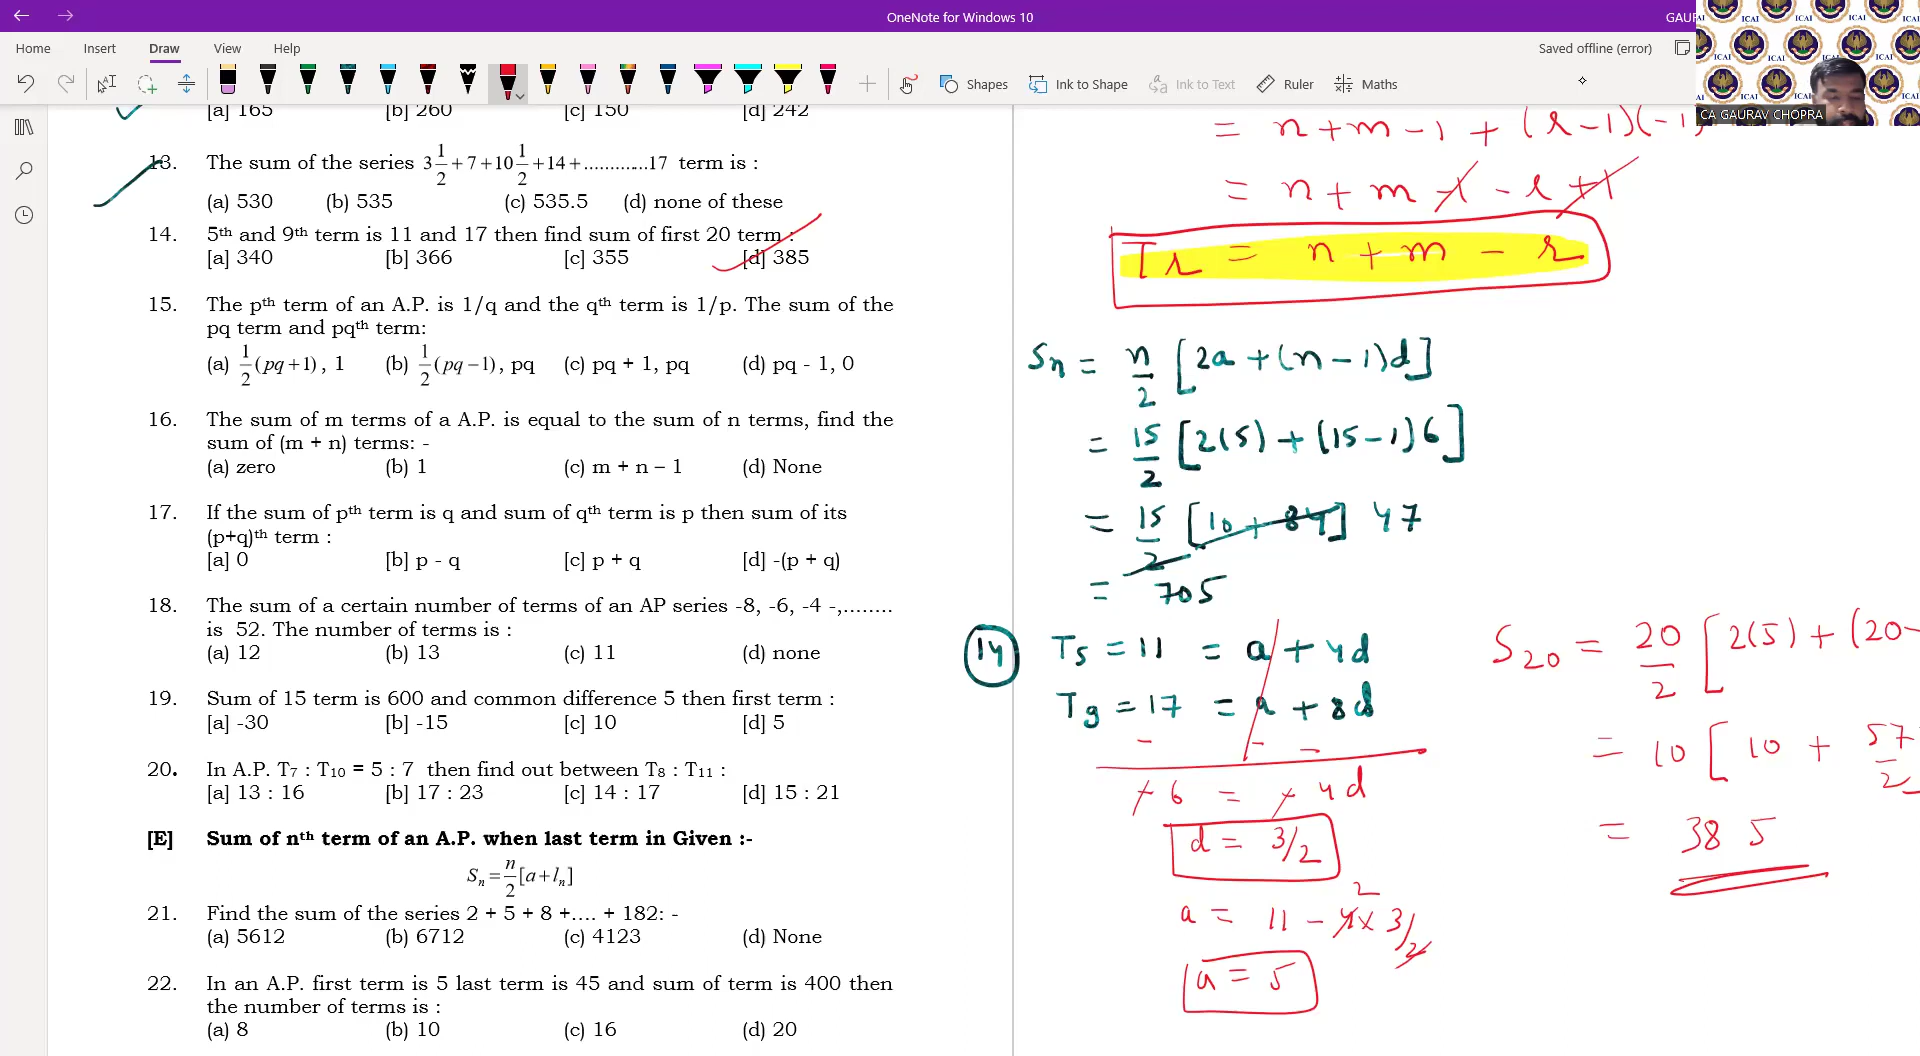 OneNote for Windows 10
Home Insert Draw View Help
Saved offline (error)
Shapes Ink to Shape Ink to Text Ruler Maths
ICAI ICAI ICAI ICAI
CA GAURAV CHOPRA
[a] 165 [b] 260 [c] 150 [d] 242
13. The sum of the series 3 1/2 + 7 + 10 1/2 + 14 + ............17 term is :
(a) 530 (b) 535 (c) 535.5 (d) none of these
14. 5th and 9th term is 11 and 17 then find sum of first 20 term :
[a] 340 [b] 366 [c] 355 [d] 385
15. The pth term of an A.P. is 1/q and the qth term is 1/p. The sum of the
pq term and pqth term:
(a) 1/2 (pq+1), 1 (b) 1/2 (pq−1), pq (c) pq + 1, pq (d) pq - 1, 0
16. The sum of m terms of a A.P. is equal to the sum of n terms, find the
sum of (m + n) terms: -
(a) zero (b) 1 (c) m + n – 1 (d) None
17. If the sum of pth term is q and sum of qth term is p then sum of its
(p+q)th term :
[a] 0 [b] p - q [c] p + q [d] -(p + q)
18. The sum of a certain number of terms of an AP series -8, -6, -4 -,........
is 52. The number of terms is :
(a) 12 (b) 13 (c) 11 (d) none
19. Sum of 15 term is 600 and common difference 5 then first term :
[a] -30 [b] -15 [c] 10 [d] 5
20. In A.P. T7 : T10 = 5 : 7 then find out between T8 : T11 :
[a] 13 : 16 [b] 17 : 23 [c] 14 : 17 [d] 15 : 21
[E] Sum of nth term of an A.P. when last term in Given :-
Sn = n/2 [a + ln]
21. Find the sum of the series 2 + 5 + 8 +.... + 182: -
(a) 5612 (b) 6712 (c) 4123 (d) None
22. In an A.P. first term is 5 last term is 45 and sum of term is 400 then
the number of terms is :
(a) 8 (b) 10 (c) 16 (d) 20
= n+m-1 + (r-1)(-1)
= n+m-1-r+1
Tr = n+m-r
Sn = n/2 [2a+(n-1)d]
= 15/2 [2(5)+(15-1)6]
= 15/2 [10+84] 47
= 705
14 T5 = 11 = a+4d
T9 = 17 = a+8d
- - -
-6 = -4d
d = 3/2
a = 11 - 4 2 × 3/2
a = 5
S20 = 20/2 [2(5)+(20-
= 10 [10 + 57/2
= 385